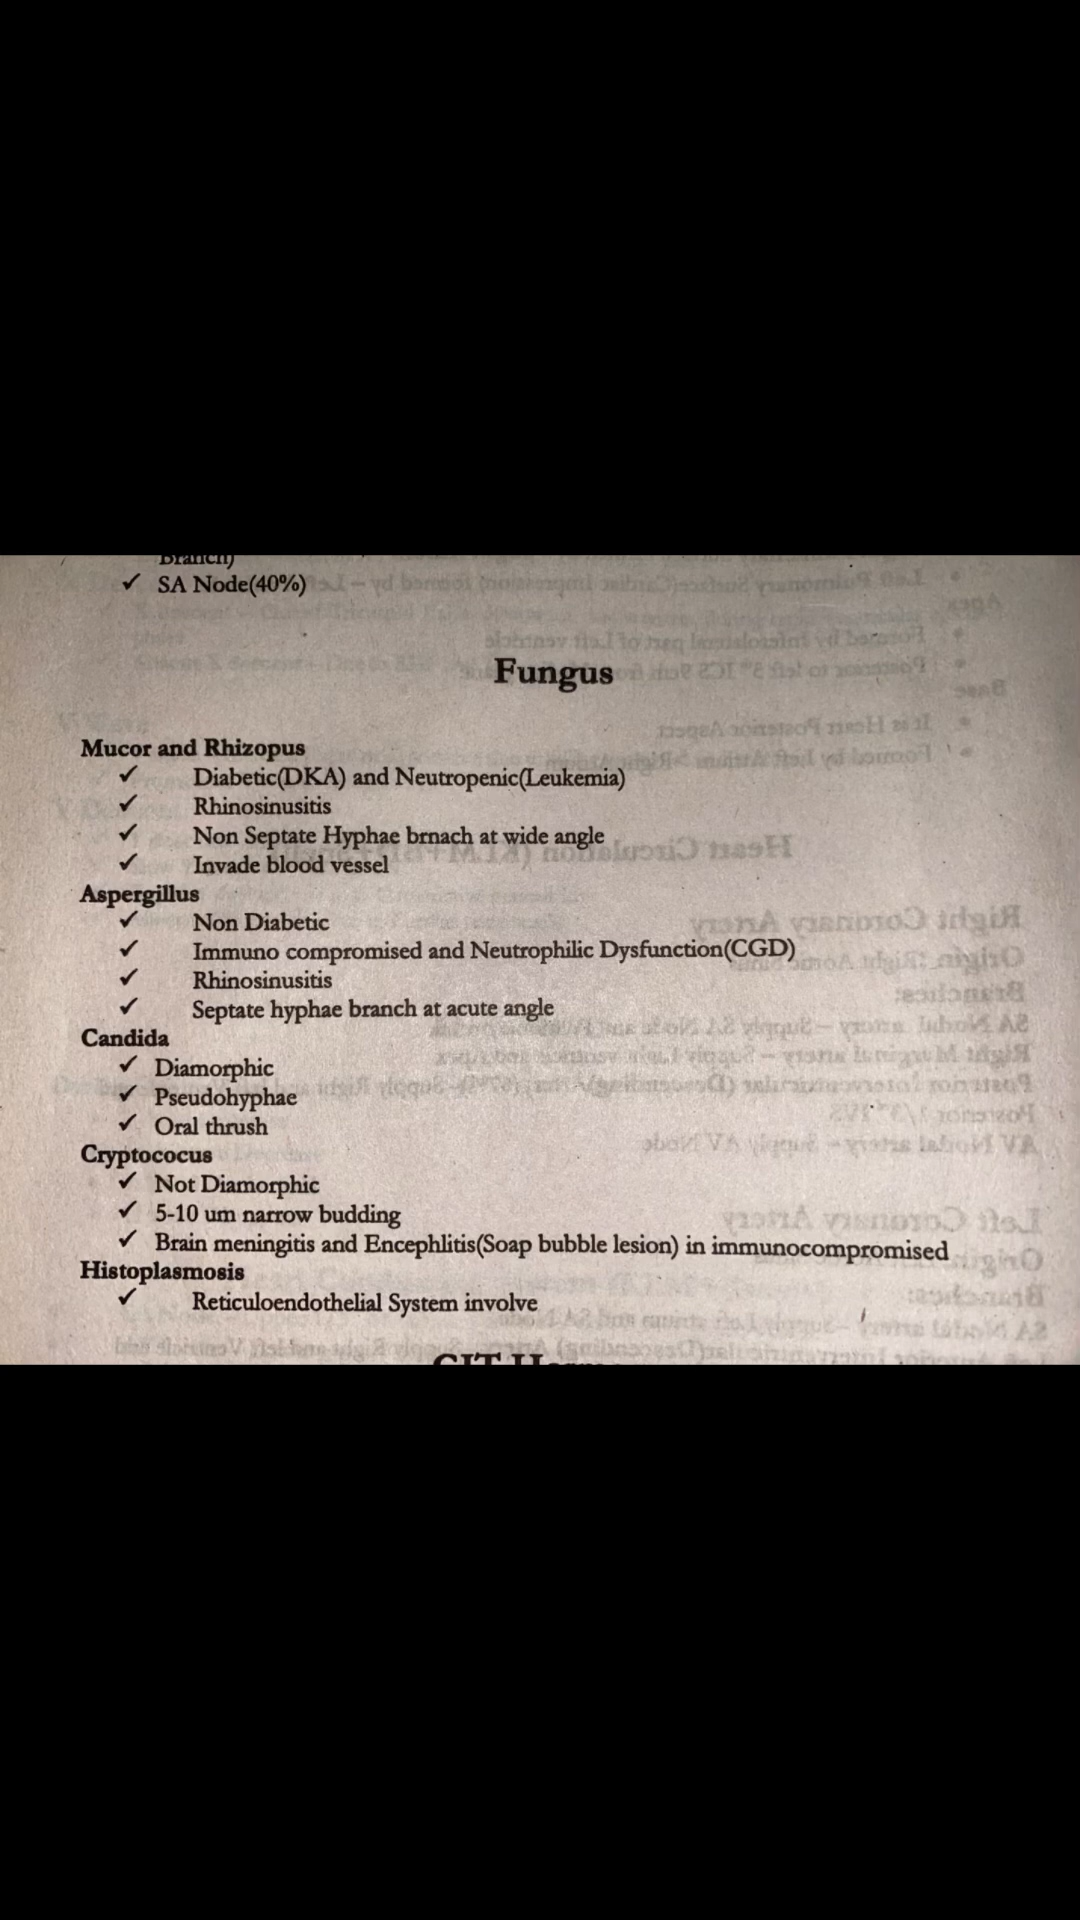 Branch)
✓ SA Node(40%)
Fungus
Mucor and Rhizopus
✓ Diabetic(DKA) and Neutropenic(Leukemia)
✓ Rhinosinusitis
✓ Non Septate Hyphae brnach at wide angle
✓ Invade blood vessel
Aspergillus
✓ Non Diabetic
✓ Immuno compromised and Neutrophilic Dysfunction(CGD)
✓ Rhinosinusitis
✓ Septate hyphae branch at acute angle
Candida
✓ Diamorphic
✓ Pseudohyphae
✓ Oral thrush
Cryptococus
✓ Not Diamorphic
✓ 5-10 um narrow budding
✓ Brain meningitis and Encephlitis(Soap bubble lesion) in immunocompromised
Histoplasmosis
✓ Reticuloendothelial System involve
GIT